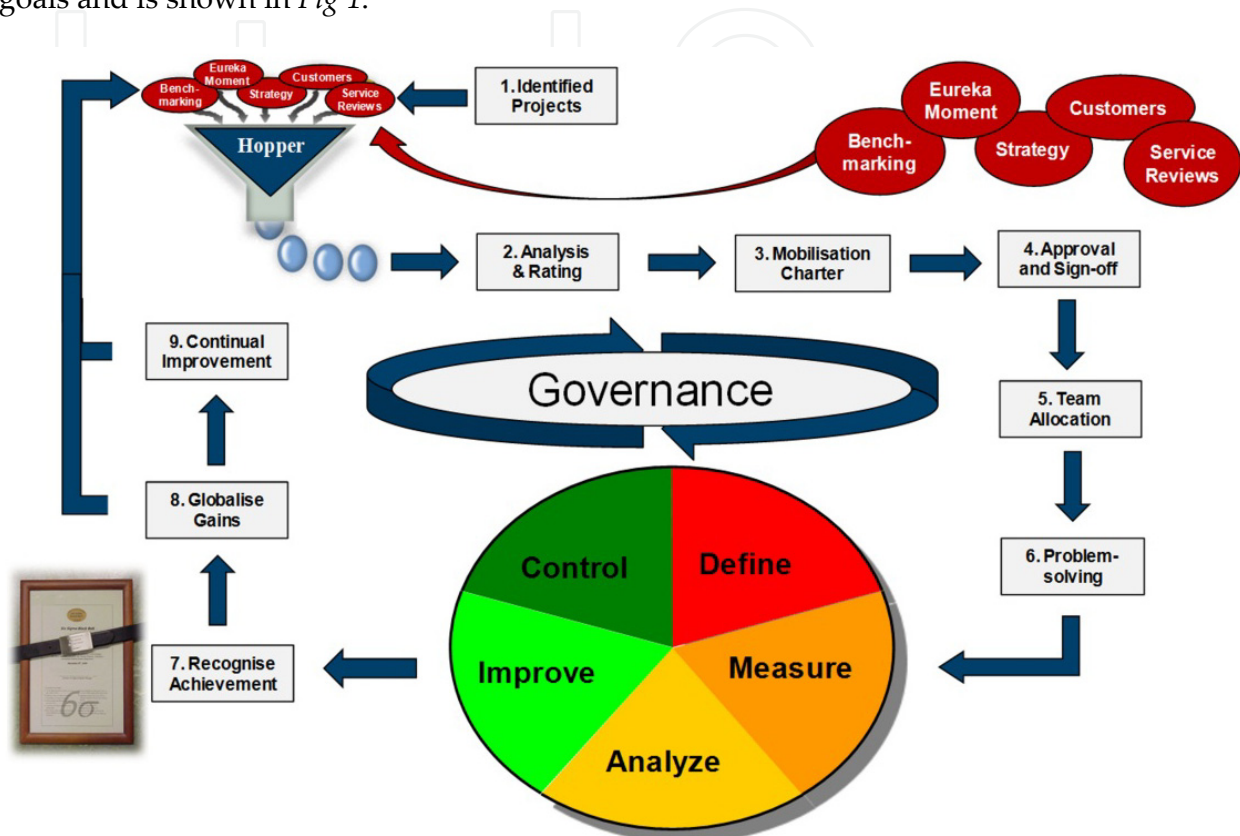 goals and is shown in Fig 1.
Eureka
Moment
Bench-
marking
Strategy
Customers
Service
Reviews
Hopper
1. Identified
Projects
Eureka
Moment
Bench-
marking
Strategy
Customers
Service
Reviews
2. Analysis
& Rating
3. Mobilisation
Charter
4. Approval
and Sign-off
5. Team
Allocation
6. Problem-
solving
Governance
Control
Define
Improve
Measure
Analyze
7. Recognise
Achievement
8. Globalise
Gains
9. Continual
Improvement
6σ